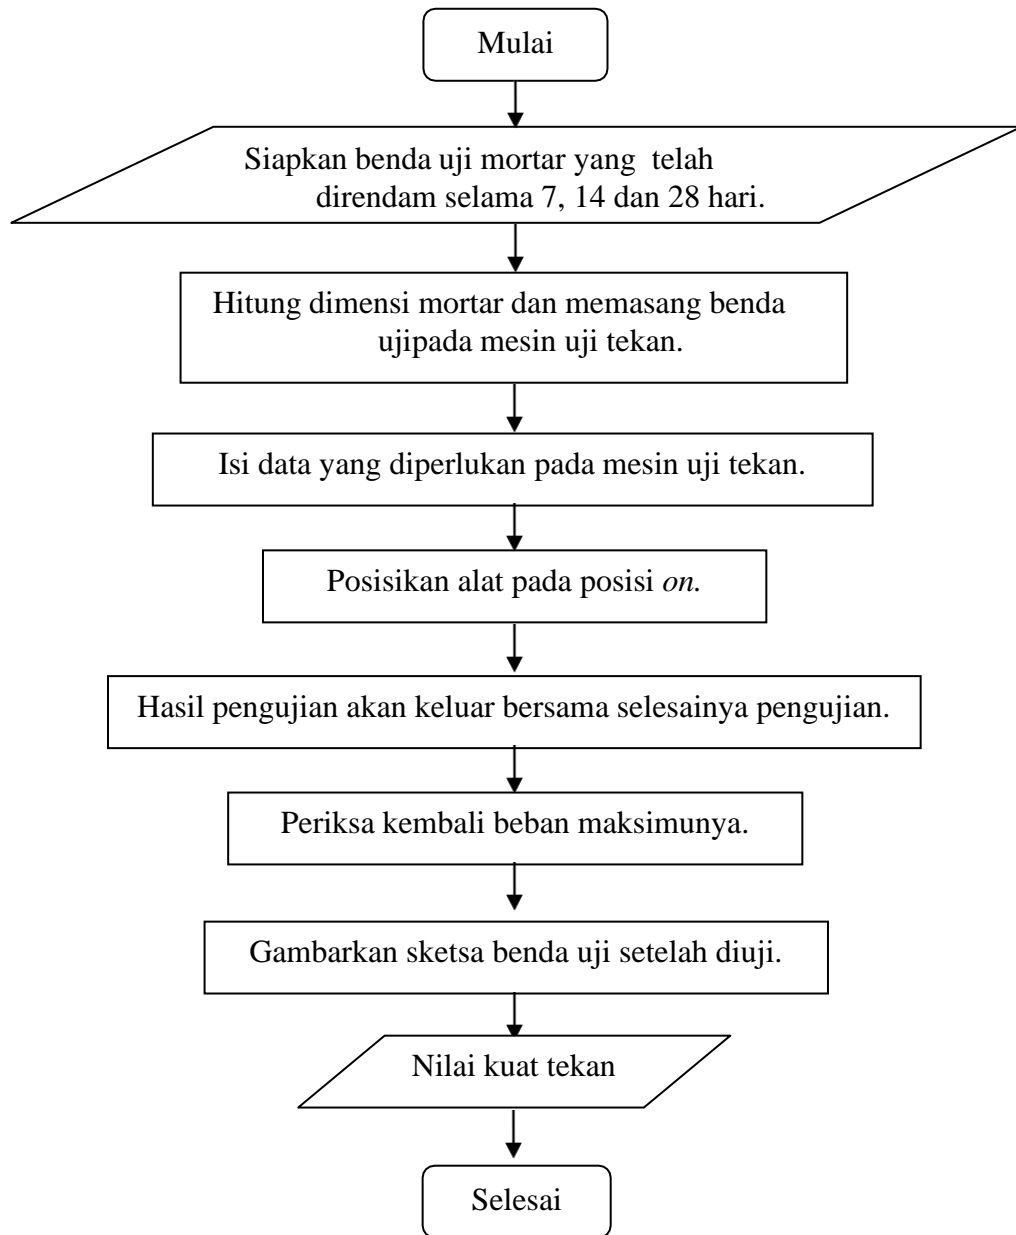 Mulai
Siapkan benda uji mortar yang telah
direndam selama 7, 14 dan 28 hari.
Hitung dimensi mortar dan memasang benda
ujipada mesin uji tekan.
Isi data yang diperlukan pada mesin uji tekan.
Posisikan alat pada posisi on.
Hasil pengujian akan keluar bersama selesainya pengujian.
Periksa kembali beban maksimunya.
Gambarkan sketsa benda uji setelah diuji.
Nilai kuat tekan
Selesai